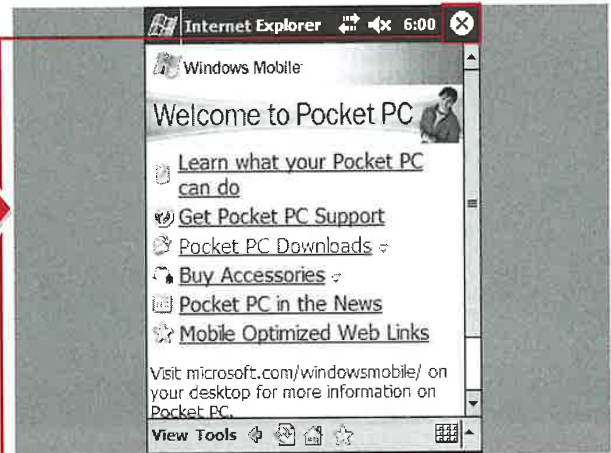 Internet Explorer 6:00
Windows Mobile
Welcome to Pocket PC
Learn what your Pocket PC
can do
Get Pocket PC Support
Pocket PC Downloads
Buy Accessories
Pocket PC in the News
Mobile Optimized Web Links
Visit microsoft.com/windowsmobile/ on
your desktop for more information on
Pocket PC.
View Tools